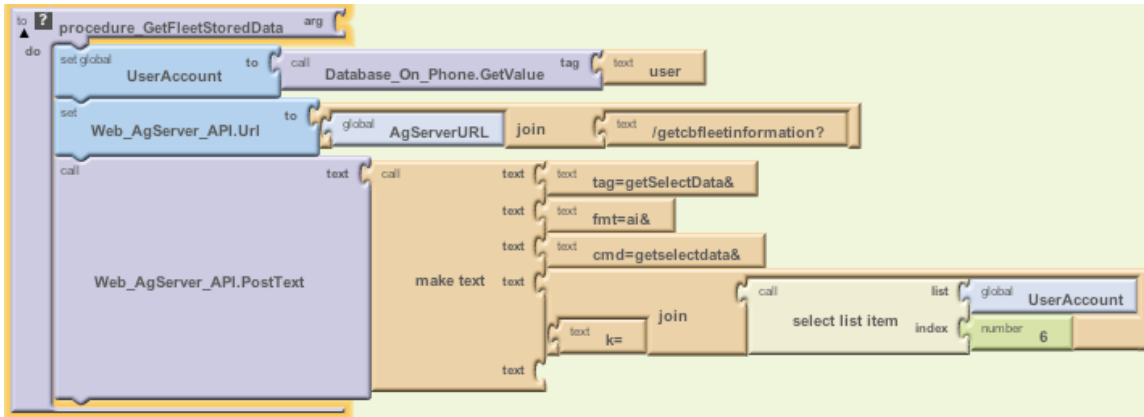 to ? procedure_GetFleetStoredData arg
do
set global UserAccount to call Database_On_Phone.GetValue tag text user
set Web_AgServer_API.Url to global AgServerURL join text /getcbfleetinformation?
call Web_AgServer_API.PostText text call make text text text tag=getSelectData&
text text fmt=ai&
text text cmd=getselectdata&
text text k= join call select list item list global UserAccount
index number 6
text